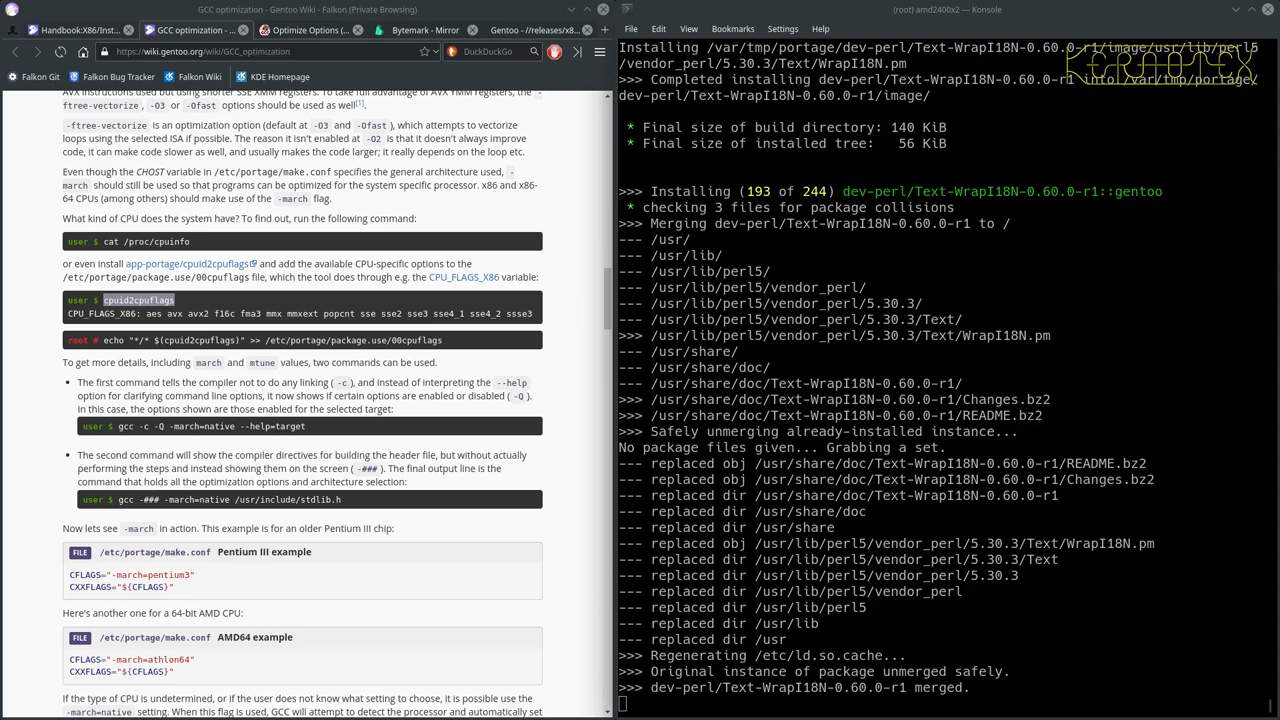 GCC optimization - Gentoo Wiki - Falkon (Private Browsing)
Handbook:X86/Inst
GCC optimization -
Optimize Options (
Bytemark - Mirror
Gentoo -- /releases/x8
https://wiki.gentoo.org/wiki/GCC_optimization
DuckDuckGo
Falkon Git
Falkon Bug Tracker
Falkon Wiki
KDE Homepage
AVX instructions used but using shorter SSE XMM registers. To take full advantage of AVX YMM registers, the -
ftree-vectorize, -O3 or -Ofast options should be used as well[1].
-ftree-vectorize is an optimization option (default at -O3 and -Ofast), which attempts to vectorize
loops using the selected ISA if possible. The reason it isn't enabled at -O2 is that it doesn't always improve
code, it can make code slower as well, and usually makes the code larger; it really depends on the loop etc.
Even though the CHOST variable in /etc/portage/make.conf specifies the general architecture used, -
march should still be used so that programs can be optimized for the system specific processor. x86 and x86-
64 CPUs (among others) should make use of the -march flag.
What kind of CPU does the system have? To find out, run the following command:
user $ cat /proc/cpuinfo
or even install app-portage/cpuid2cpuflags and add the available CPU-specific options to the
/etc/portage/package.use/00cpuflags file, which the tool does through e.g. the CPU_FLAGS_X86 variable:
user $ cpuid2cpuflags
CPU_FLAGS_X86: aes avx avx2 f16c fma3 mmx mmxext popcnt sse sse2 sse3 sse4_1 sse4_2 ssse3
root # echo "*/* $(cpuid2cpuflags)" >> /etc/portage/package.use/00cpuflags
To get more details, including march and mtune values, two commands can be used.
The first command tells the compiler not to do any linking (-c), and instead of interpreting the --help
option for clarifying command line options, it now shows if certain options are enabled or disabled (-Q).
In this case, the options shown are those enabled for the selected target:
user $ gcc -c -Q -march=native --help=target
The second command will show the compiler directives for building the header file, but without actually
performing the steps and instead showing them on the screen (-###). The final output line is the
command that holds all the optimization options and architecture selection:
user $ gcc -### -march=native /usr/include/stdlib.h
Now lets see -march in action. This example is for an older Pentium III chip:
FILE /etc/portage/make.conf Pentium III example
CFLAGS="-march=pentium3"
CXXFLAGS="${CFLAGS}"
Here's another one for a 64-bit AMD CPU:
FILE /etc/portage/make.conf AMD64 example
CFLAGS="-march=athlon64"
CXXFLAGS="${CFLAGS}"
If the type of CPU is undetermined, or if the user does not know what setting to choose, it is possible use the
-march=native setting. When this flag is used, GCC will attempt to detect the processor and automatically set
(root) amd2400x2 — Konsole
File Edit View Bookmarks Settings Help
Installing /var/tmp/portage/dev-perl/Text-WrapI18N-0.60.0-r1/image/usr/lib/perl5
/vendor_perl/5.30.3/Text/WrapI18N.pm
>>> Completed installing dev-perl/Text-WrapI18N-0.60.0-r1 into /var/tmp/portage/
dev-perl/Text-WrapI18N-0.60.0-r1/image/
* Final size of build directory: 140 KiB
* Final size of installed tree: 56 KiB
>>> Installing (193 of 244) dev-perl/Text-WrapI18N-0.60.0-r1::gentoo
* checking 3 files for package collisions
>>> Merging dev-perl/Text-WrapI18N-0.60.0-r1 to /
--- /usr/
--- /usr/lib/
--- /usr/lib/perl5/
--- /usr/lib/perl5/vendor_perl/
--- /usr/lib/perl5/vendor_perl/5.30.3/
--- /usr/lib/perl5/vendor_perl/5.30.3/Text/
>>> /usr/lib/perl5/vendor_perl/5.30.3/Text/WrapI18N.pm
--- /usr/share/
--- /usr/share/doc/
--- /usr/share/doc/Text-WrapI18N-0.60.0-r1/
>>> /usr/share/doc/Text-WrapI18N-0.60.0-r1/Changes.bz2
>>> /usr/share/doc/Text-WrapI18N-0.60.0-r1/README.bz2
>>> Safely unmerging already-installed instance...
No package files given... Grabbing a set.
--- replaced obj /usr/share/doc/Text-WrapI18N-0.60.0-r1/README.bz2
--- replaced obj /usr/share/doc/Text-WrapI18N-0.60.0-r1/Changes.bz2
--- replaced dir /usr/share/doc/Text-WrapI18N-0.60.0-r1
--- replaced dir /usr/share/doc
--- replaced dir /usr/share
--- replaced obj /usr/lib/perl5/vendor_perl/5.30.3/Text/WrapI18N.pm
--- replaced dir /usr/lib/perl5/vendor_perl/5.30.3/Text
--- replaced dir /usr/lib/perl5/vendor_perl/5.30.3
--- replaced dir /usr/lib/perl5/vendor_perl
--- replaced dir /usr/lib/perl5
--- replaced dir /usr/lib
--- replaced dir /usr
>>> Regenerating /etc/ld.so.cache...
>>> Original instance of package unmerged safely.
>>> dev-perl/Text-WrapI18N-0.60.0-r1 merged.